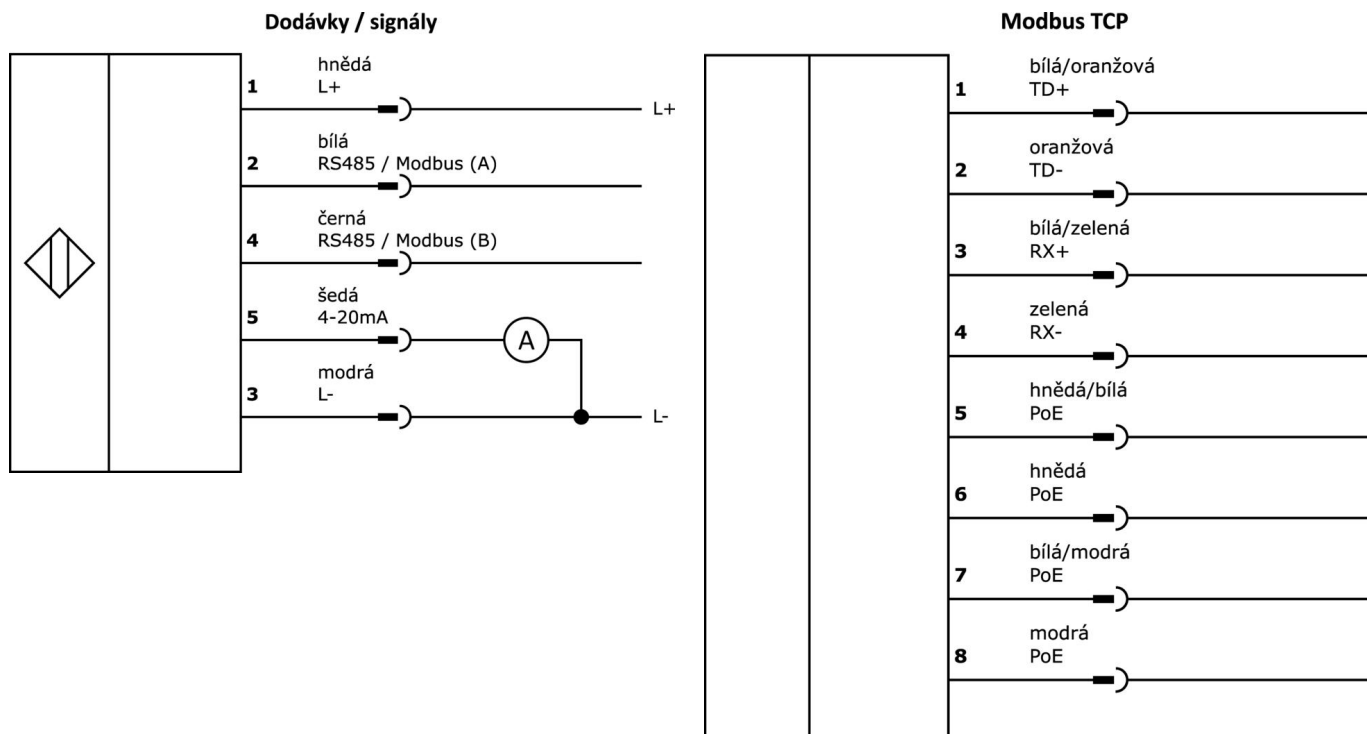 Dodávky / signály
1
hnědá
L+
L+
2
bílá
RS485 / Modbus (A)
4
černá
RS485 / Modbus (B)
5
šedá
4-20mA
A
3
modrá
L-
L-
Modbus TCP
1
bílá/oranžová
TD+
2
oranžová
TD-
3
bílá/zelená
RX+
4
zelená
RX-
5
hnědá/bílá
PoE
6
hnědá
PoE
7
bílá/modrá
PoE
8
modrá
PoE